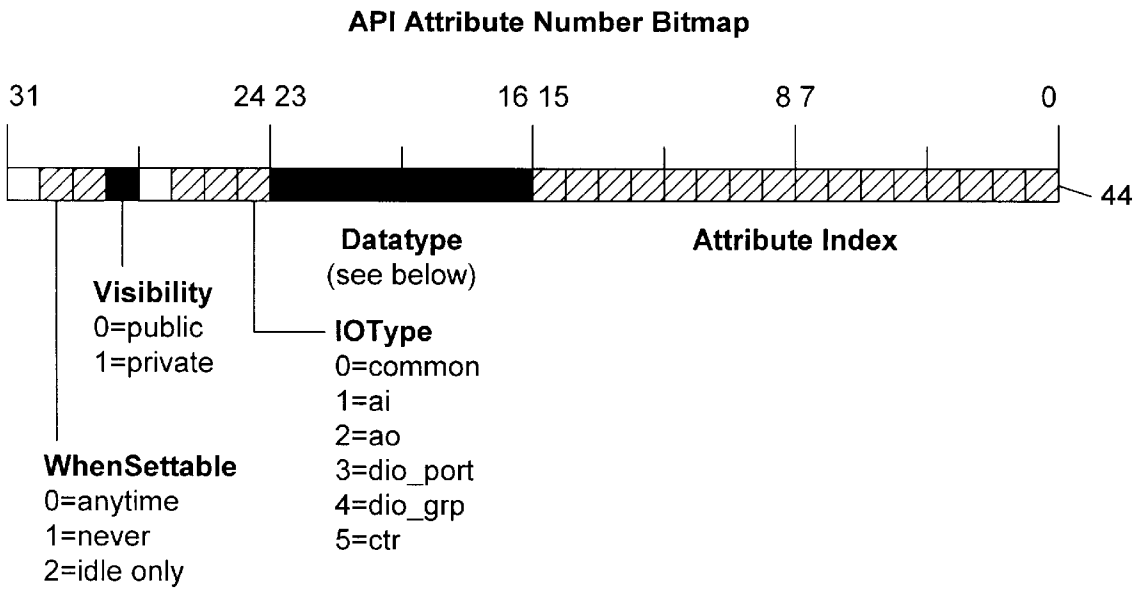 API Attribute Number Bitmap
31 24 23 16 15 8 7 0
44
Datatype
(see below)
Attribute Index
Visibility
0=public
1=private
IOType
0=common
1=ai
2=ao
3=dio_port
4=dio_grp
5=ctr
WhenSettable
0=anytime
1=never
2=idle only